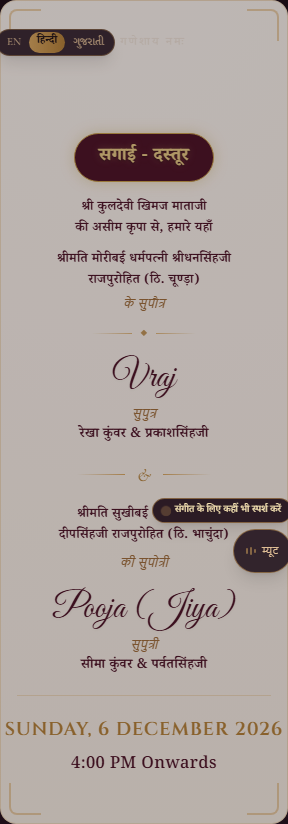 EN हिन्दी ગુજરાતી
सगाई - दस्तूर
श्री कुलदेवी खिमज माताजी
की असीम कृपा से, हमारे यहाँ
श्रीमति मोरीबई धर्मपत्नी श्रीधनसिंहजी
राजपुरोहित (ठि. चूण्ड़ा)
के सुपौत्र
Vraj
सुपुत्र
रेखा कुंवर & प्रकाशसिंहजी
&
श्रीमति सुखीबई
संगीत के लिए कहीं भी स्पर्श करें
दीपसिंहजी राजपुरोहित (ठि. भाचुंदा)
म्यूट
की सुपोत्री
Pooja (Jiya)
सुपुत्री
सीमा कुंवर & पर्वतसिंहजी
SUNDAY, 6 DECEMBER 2026
4:00 PM Onwards